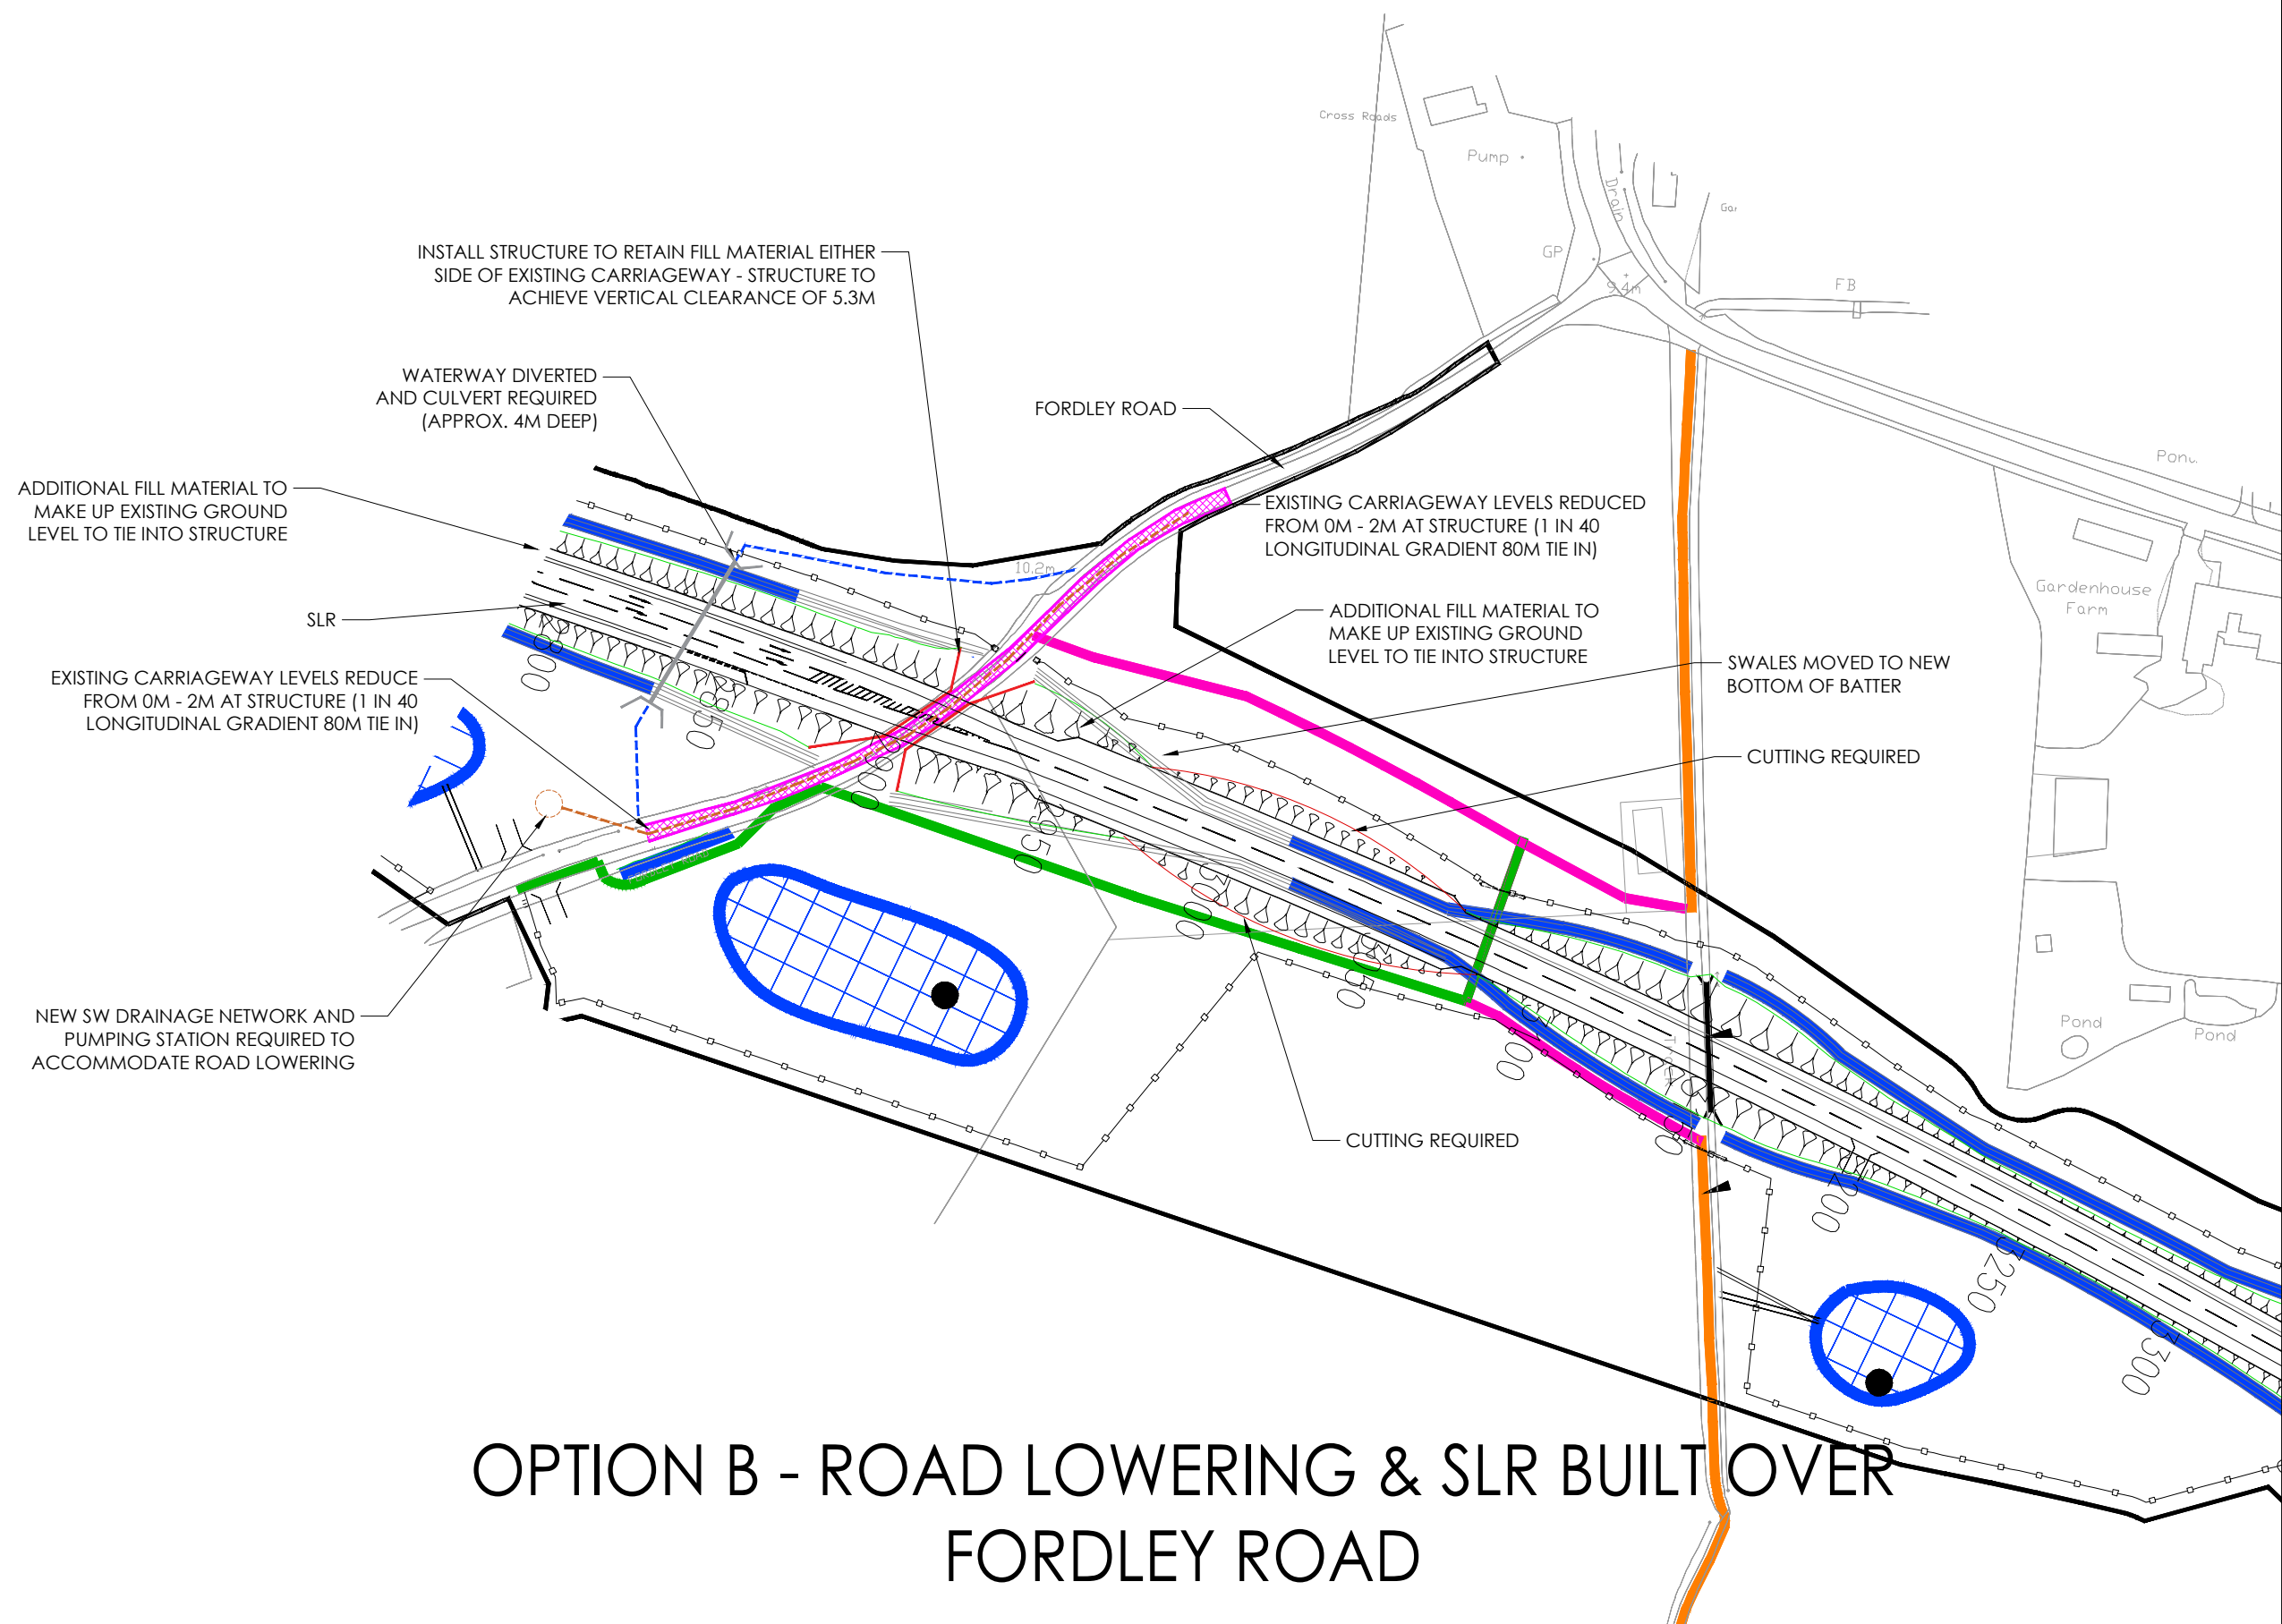 Cross Roads
Pump
Drain
Gar
GP
9.4m
FB
INSTALL STRUCTURE TO RETAIN FILL MATERIAL EITHER
SIDE OF EXISTING CARRIAGEWAY - STRUCTURE TO
ACHIEVE VERTICAL CLEARANCE OF 5.3M
WATERWAY DIVERTED
AND CULVERT REQUIRED
(APPROX. 4M DEEP)
FORDLEY ROAD
ADDITIONAL FILL MATERIAL TO
MAKE UP EXISTING GROUND
LEVEL TO TIE INTO STRUCTURE
EXISTING CARRIAGEWAY LEVELS REDUCED
FROM 0M - 2M AT STRUCTURE (1 IN 40
LONGITUDINAL GRADIENT 80M TIE IN)
10.2m
Gardenhouse
Farm
SLR
ADDITIONAL FILL MATERIAL TO
MAKE UP EXISTING GROUND
LEVEL TO TIE INTO STRUCTURE
EXISTING CARRIAGEWAY LEVELS REDUCE
FROM 0M - 2M AT STRUCTURE (1 IN 40
LONGITUDINAL GRADIENT 80M TIE IN)
SWALES MOVED TO NEW
BOTTOM OF BATTER
CUTTING REQUIRED
NEW SW DRAINAGE NETWORK AND
PUMPING STATION REQUIRED TO
ACCOMMODATE ROAD LOWERING
Pond
Pond
CUTTING REQUIRED
3250
3300
OPTION B - ROAD LOWERING & SLR BUILT OVER
FORDLEY ROAD